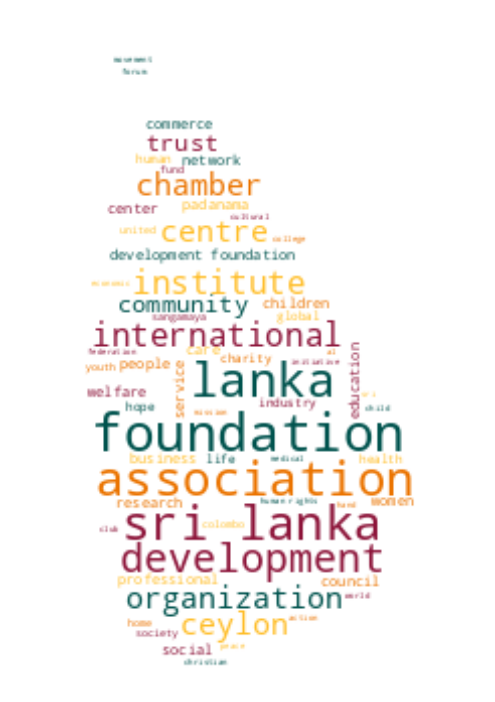 movement
forum
commerce
trust
human network
fund
chamber
center padanama
cultural
united centre college
development foundation
economic institute
community children
sangamaya global
international
federation care al
youth people service charity initiative education
lanka
welfare industry
hope mission child
foundation
business life medical health
association
research human rights hand women
sri lanka
club colombo
development
professional council
organization world
home ceylon action
society
social peace
christian